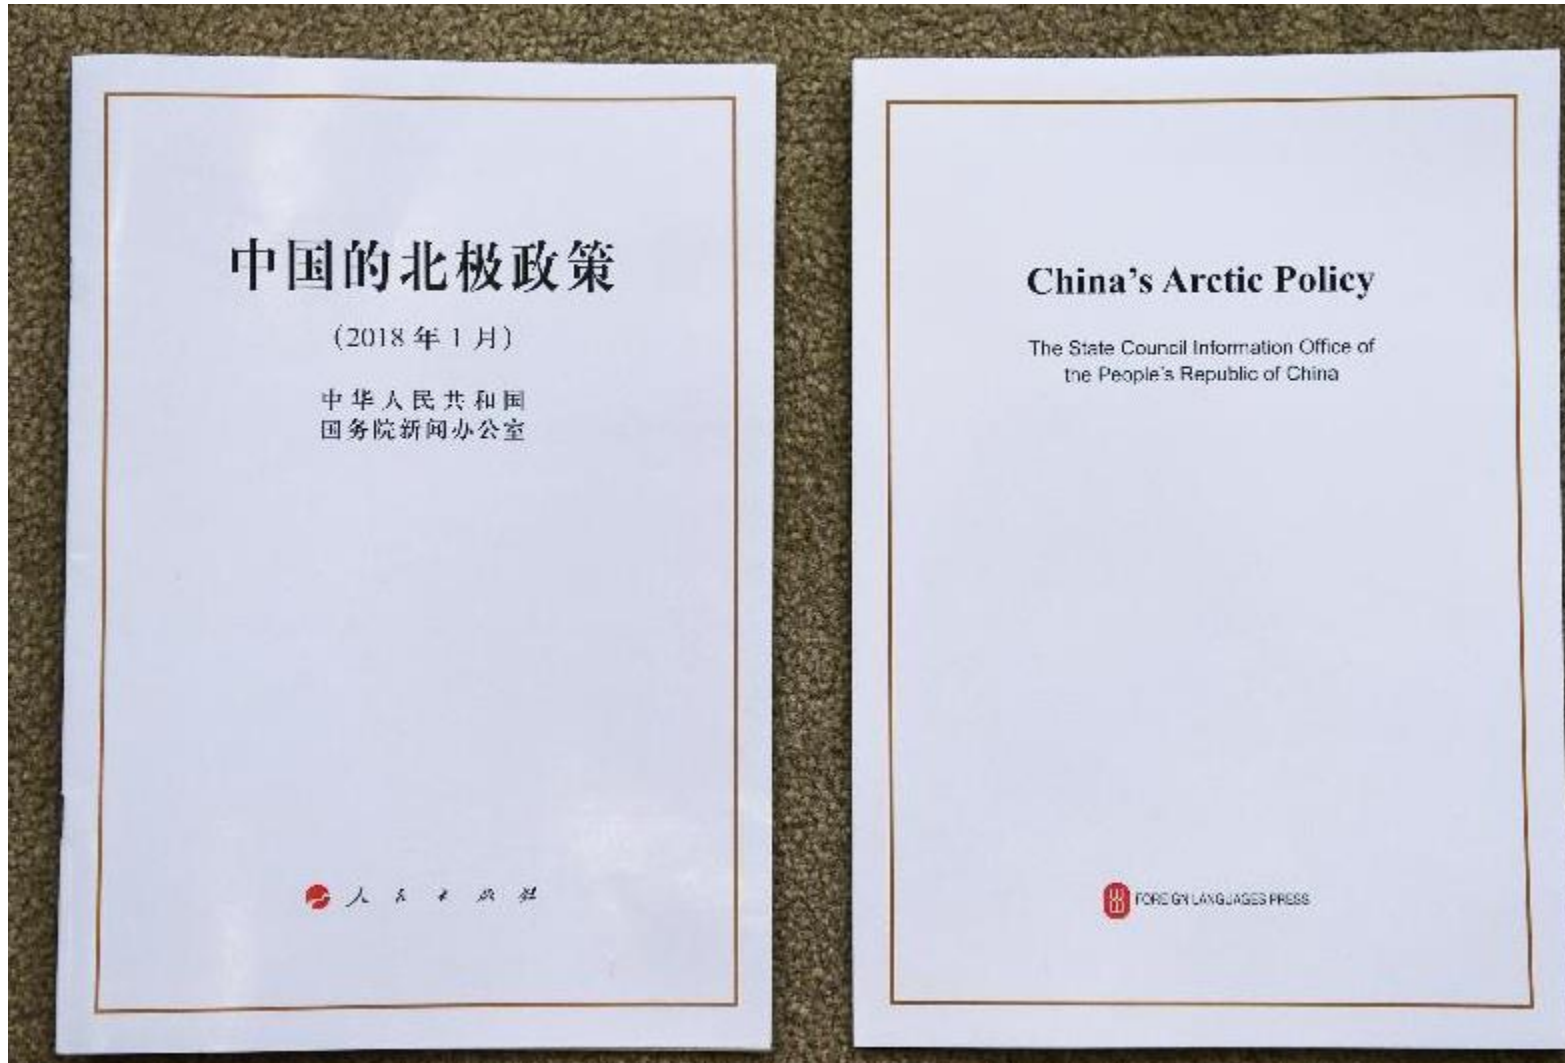 中国的北极政策
（2018年1月）
中华人民共和国
国务院新闻办公室
人民出版社
China's Arctic Policy
The State Council Information Office of
the People's Republic of China
FOREIGN LANGUAGES PRESS